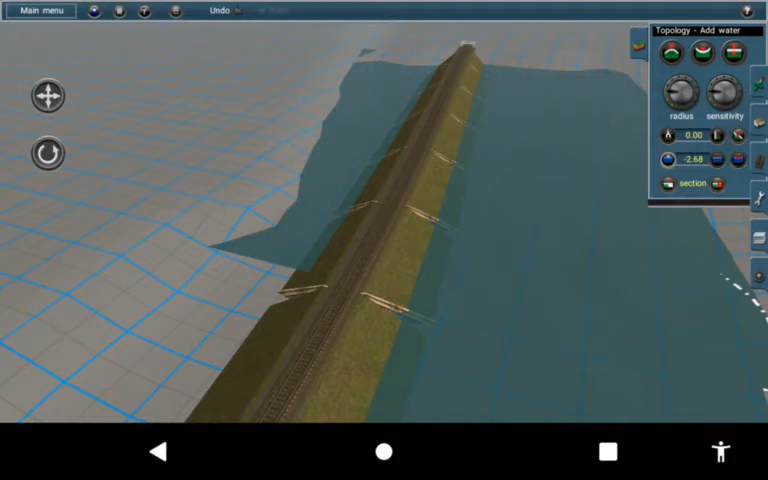 Main menu
Undo
?
Topology - Add water
radius sensitivity
0.00
-2.68
section